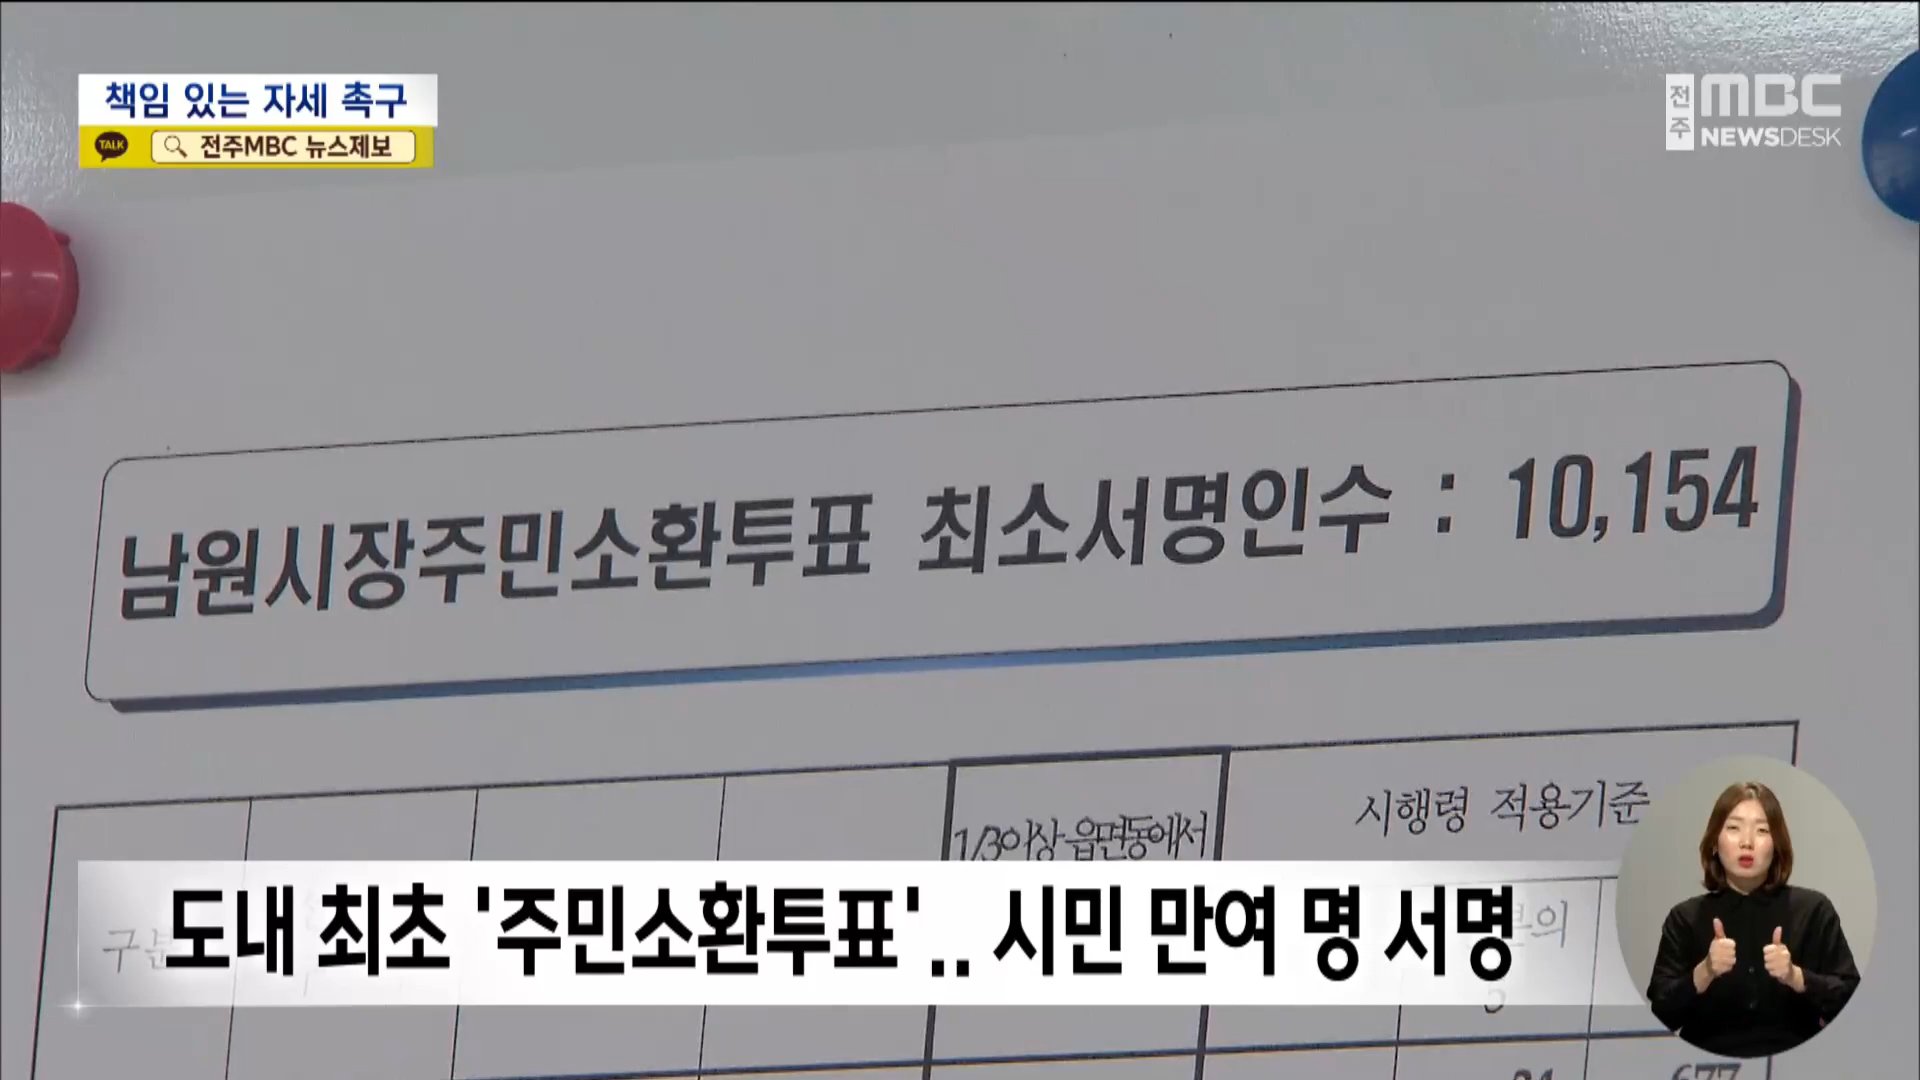 책임 있는 자세 촉구
TALK 전주MBC 뉴스제보
전주 MBC
NEWSDESK
남원시장주민소환투표 최소서명인수 : 10,154
1/3이상 읍면동에서
시행령 적용기준
도내 최초 '주민소환투표'.. 시민 만여 명 서명